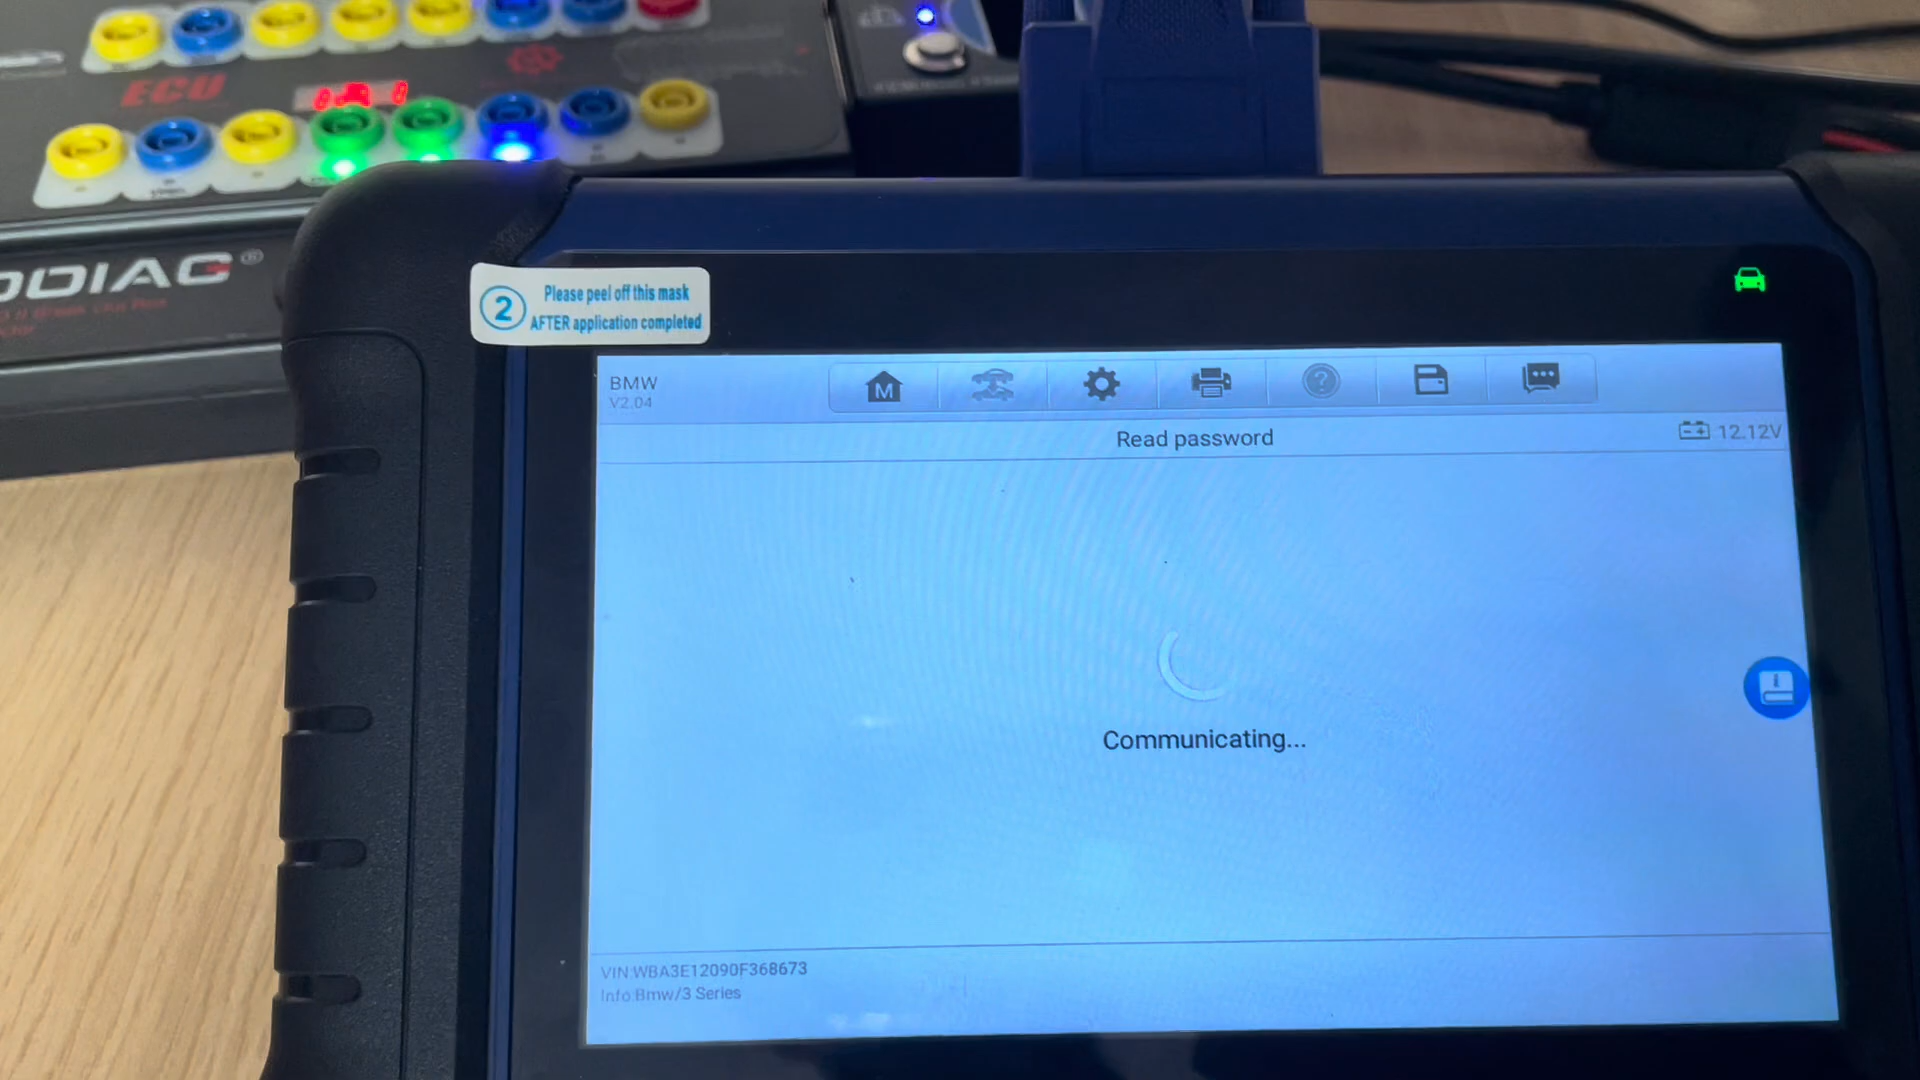 ECU
ODIAG®
2
Please peel off this mask
AFTER application completed
BMW
V2.04
M
Read password
12.12V
Communicating...
VIN:WBA3E12090F368673
Info:Bmw/3 Series